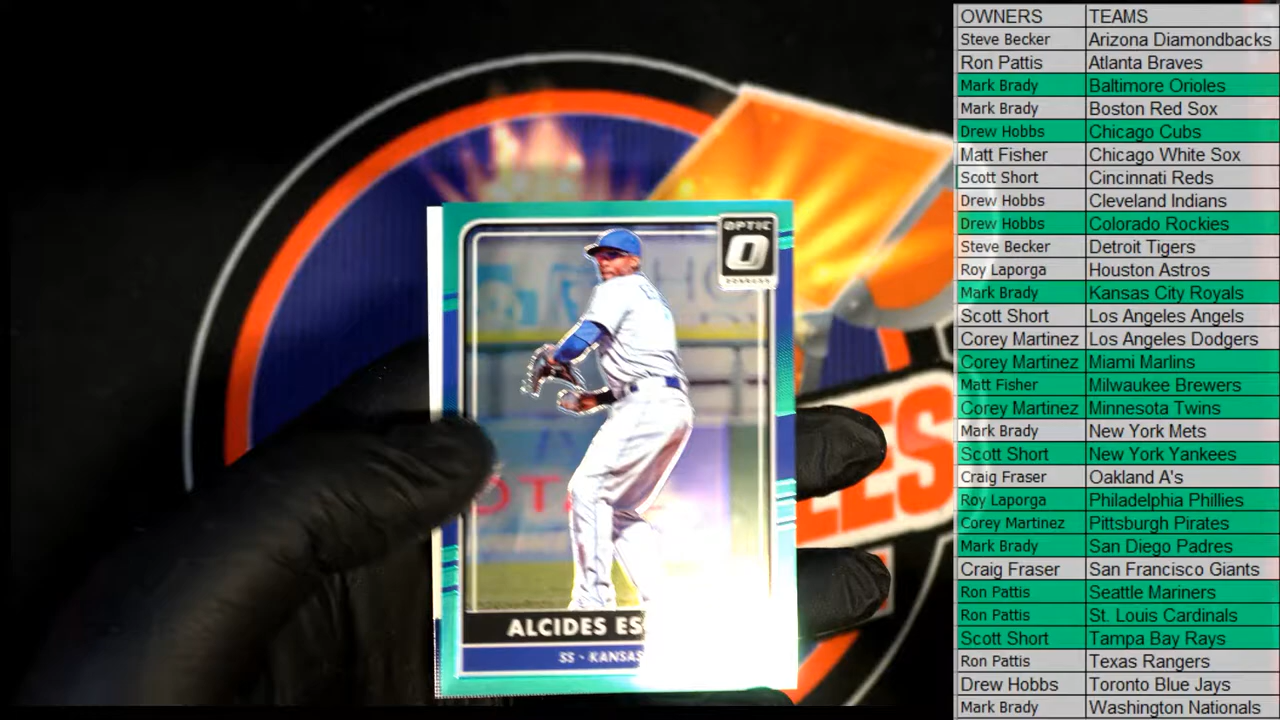 OWNERS TEAMS
Steve Becker Arizona Diamondbacks
Ron Pattis Atlanta Braves
Mark Brady Baltimore Orioles
Mark Brady Boston Red Sox
Drew Hobbs Chicago Cubs
Matt Fisher Chicago White Sox
Scott Short Cincinnati Reds
Drew Hobbs Cleveland Indians
Drew Hobbs Colorado Rockies
Steve Becker Detroit Tigers
Roy Laporga Houston Astros
Mark Brady Kansas City Royals
Scott Short Los Angeles Angels
Corey Martinez Los Angeles Dodgers
Corey Martinez Miami Marlins
Matt Fisher Milwaukee Brewers
Corey Martinez Minnesota Twins
Mark Brady New York Mets
Scott Short New York Yankees
Craig Fraser Oakland A's
Roy Laporga Philadelphia Phillies
Corey Martinez Pittsburgh Pirates
Mark Brady San Diego Padres
Craig Fraser San Francisco Giants
Ron Pattis Seattle Mariners
Ron Pattis St. Louis Cardinals
Scott Short Tampa Bay Rays
Ron Pattis Texas Rangers
Drew Hobbs Toronto Blue Jays
Mark Brady Washington Nationals
OPTIC
O
DONRUSS
ALCIDES ES
SS - KANSAS